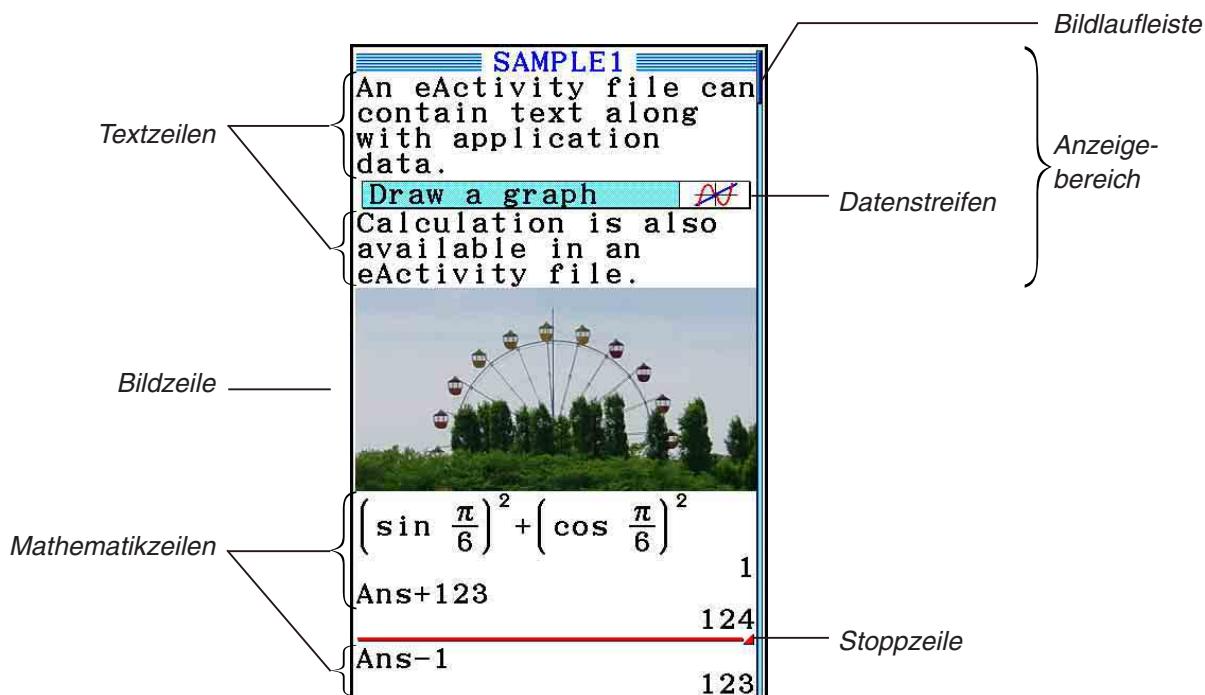 Bildlaufleiste
SAMPLE1
An eActivity file can
contain text along
with application
data.
Textzeilen
Anzeige-
bereich
Draw a graph
Datenstreifen
Calculation is also
available in an
eActivity file.
Bildzeile
(sin π/6)²+(cos π/6)²
1
Mathematikzeilen
Ans+123
124
Stoppzeile
Ans−1
123